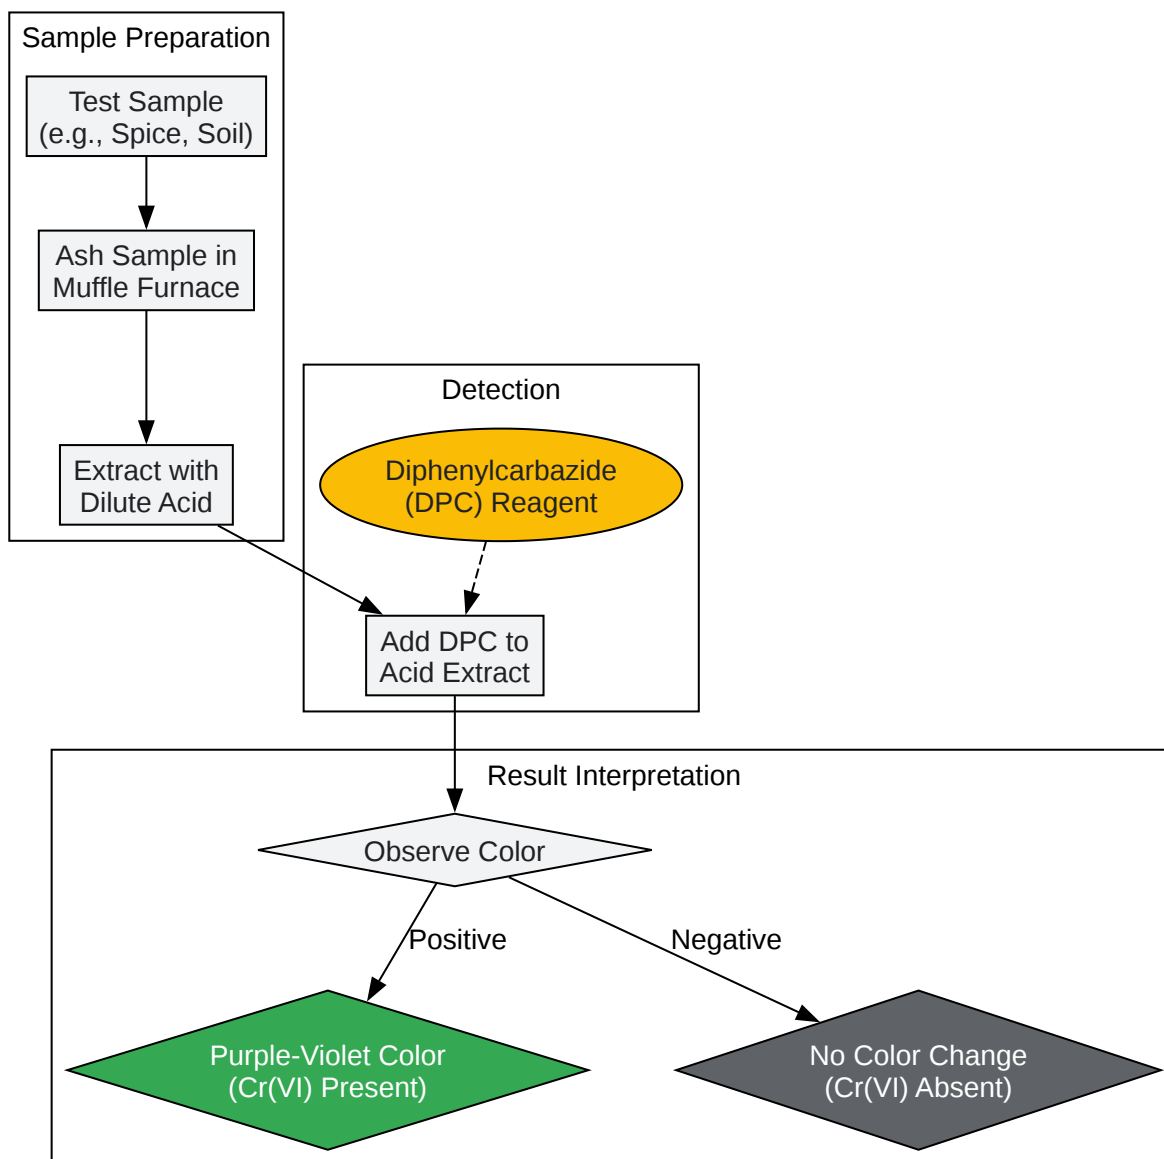 Sample Preparation
Test Sample
(e.g., Spice, Soil)
Ash Sample in
Muffle Furnace
Extract with
Dilute Acid
Detection
Diphenylcarbazide
(DPC) Reagent
Add DPC to
Acid Extract
Result Interpretation
Observe Color
Positive
Negative
Purple-Violet Color
(Cr(VI) Present)
No Color Change
(Cr(VI) Absent)